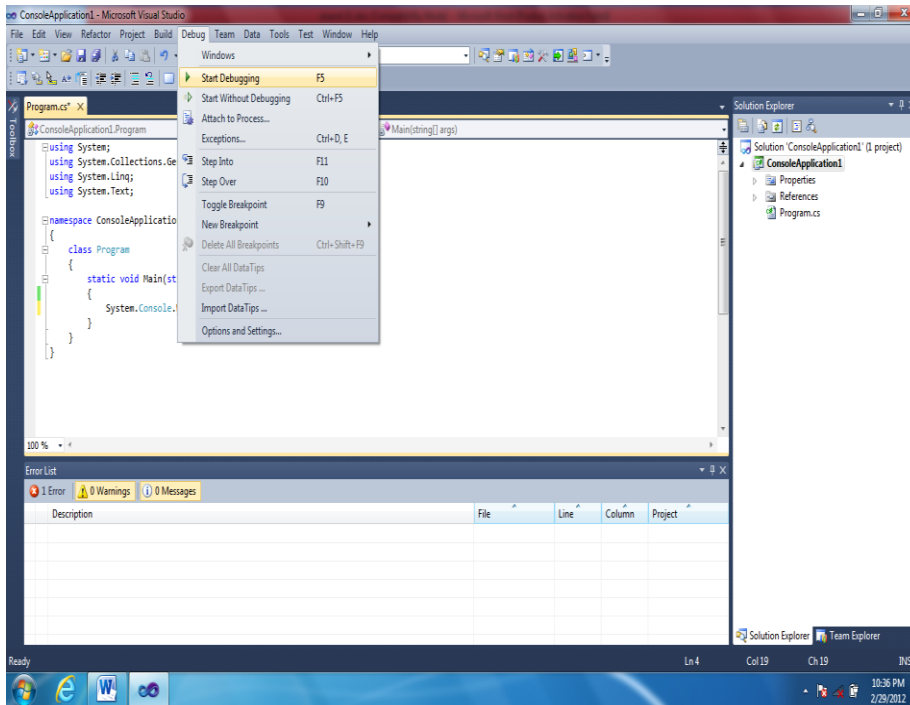 ConsoleApplication1 - Microsoft Visual Studio
File Edit View Refactor Project Build Debug Team Data Tools Test Window Help
Windows
Start Debugging F5
Start Without Debugging Ctrl+F5
Attach to Process...
Exceptions... Ctrl+D, E
Step Into F11
Step Over F10
Toggle Breakpoint F9
New Breakpoint
Delete All Breakpoints Ctrl+Shift+F9
Clear All DataTips
Export DataTips ...
Import DataTips ...
Options and Settings...
Toolbox
Program.cs*
ConsoleApplication1.Program
Main(string[] args)
using System;
using System.Collections.Ge
using System.Linq;
using System.Text;
namespace ConsoleApplicatio
{
class Program
{
static void Main(st
{
System.Console.
}
}
}
100 %
Solution Explorer
Solution 'ConsoleApplication1' (1 project)
ConsoleApplication1
Properties
References
Program.cs
Error List
1 Error 0 Warnings 0 Messages
Description File Line Column Project
Solution Explorer Team Explorer
Ready Ln 4 Col 19 Ch 19 INS
10:36 PM
2/29/2012